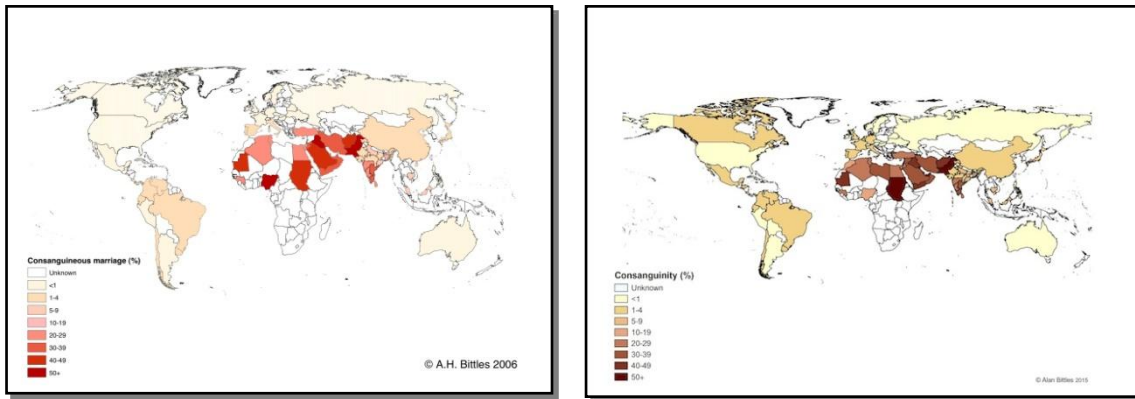 Consanguineous marriage (%)
Unknown
<1
1-4
5-9
10-19
20-29
30-39
40-49
50+
© A.H. Bittles 2006
Consanguinity (%)
Unknown
<1
1-4
5-9
10-19
20-29
30-39
40-49
50+
© Alan Bittles 2015